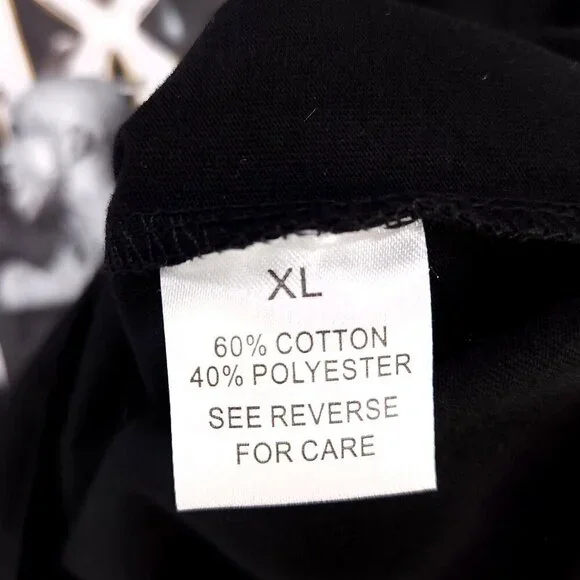 XL
60% COTTON
40% POLYESTER
SEE REVERSE
FOR CARE